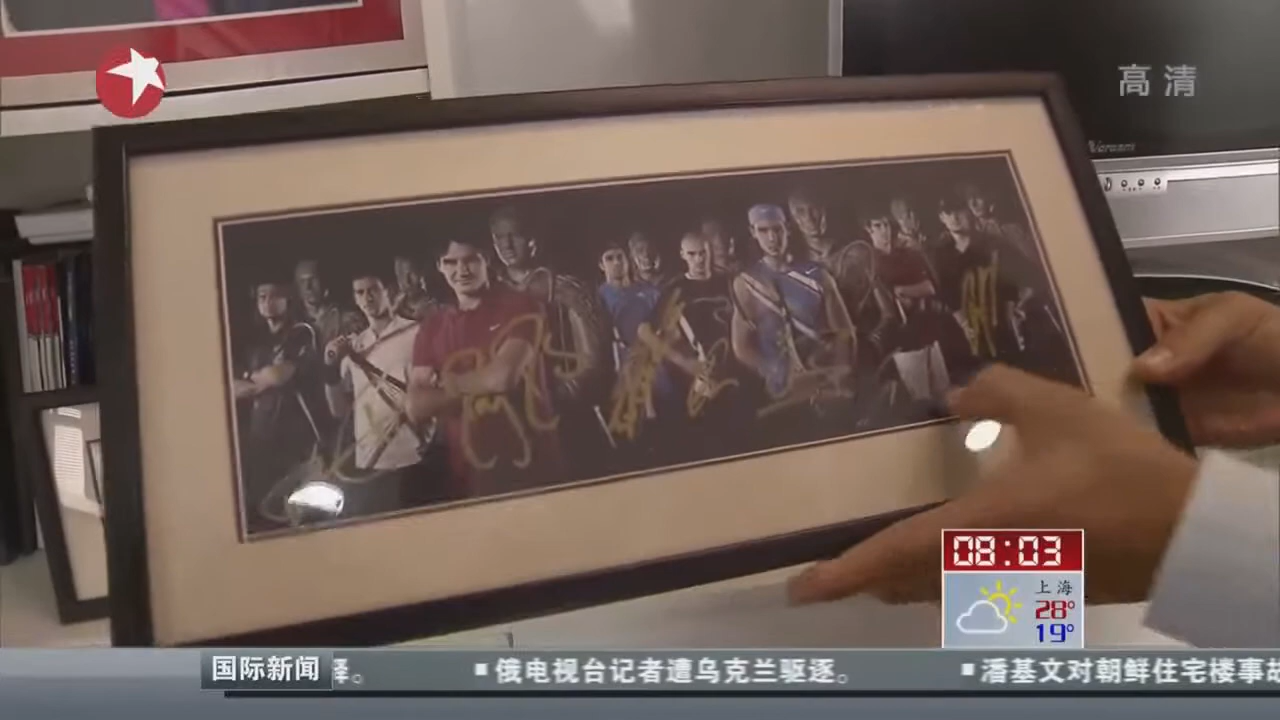 高清
08:03
上海
28°
19°
国际新闻
择。 ■俄电视台记者遭乌克兰驱逐。 ■潘基文对朝鲜住宅楼事故